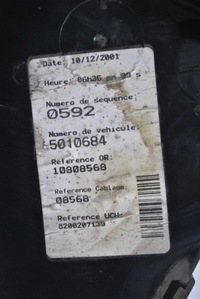 Date: 10/12/2001
Heure: 06h36 mn 30 s
Numero de sequence:
0592
Numero de vehicule:
5010684
Reference OR:
10808568
Reference Cablage:
08568
Reference UCH:
8200207139